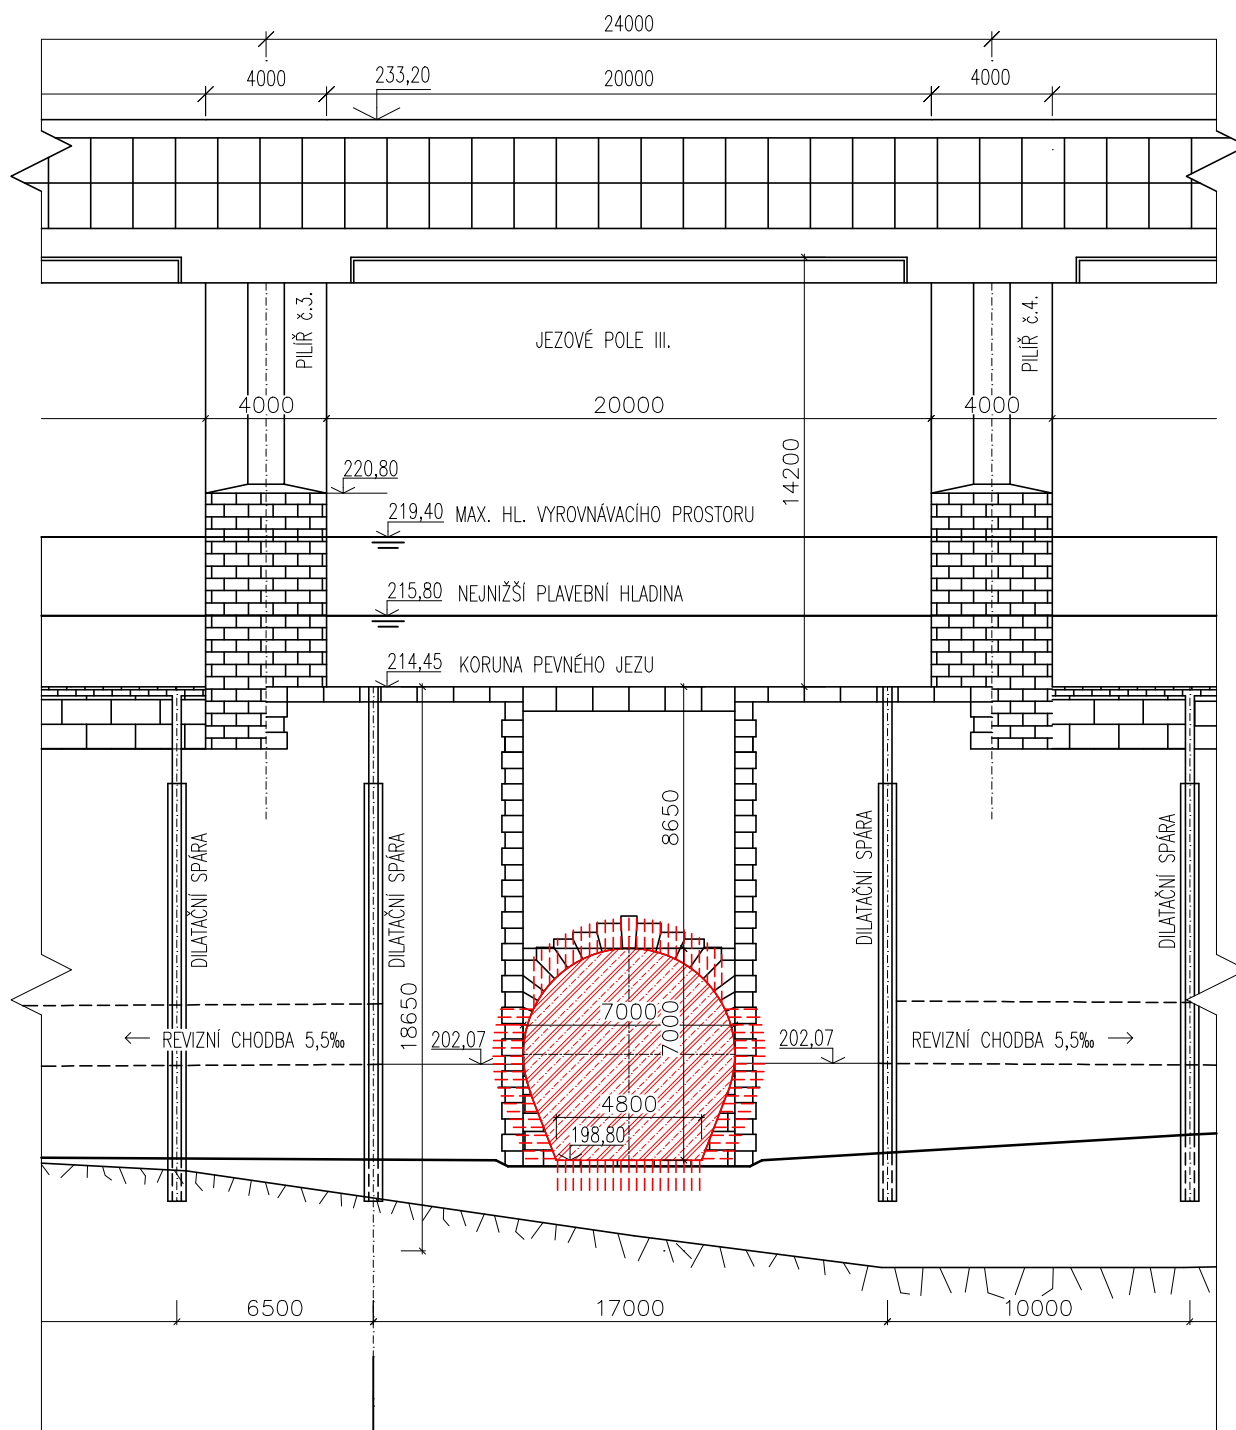 24000
4000
233,20
20000
4000
PILÍŘ č.3.
JEZOVÉ POLE III.
PILÍŘ č.4.
4000
20000
4000
14200
220,80
219,40 MAX. HL. VYROVNÁVACÍHO PROSTORU
215,80 NEJNIŽŠÍ PLAVEBNÍ HLADINA
214,45 KORUNA PEVNÉHO JEZU
8650
DILATAČNÍ SPÁRA
DILATAČNÍ SPÁRA
DILATAČNÍ SPÁRA
DILATAČNÍ SPÁRA
18650
7000
7000
← REVIZNÍ CHODBA 5,5‰
202,07
202,07
REVIZNÍ CHODBA 5,5‰ →
4800
198,80
6500
17000
10000